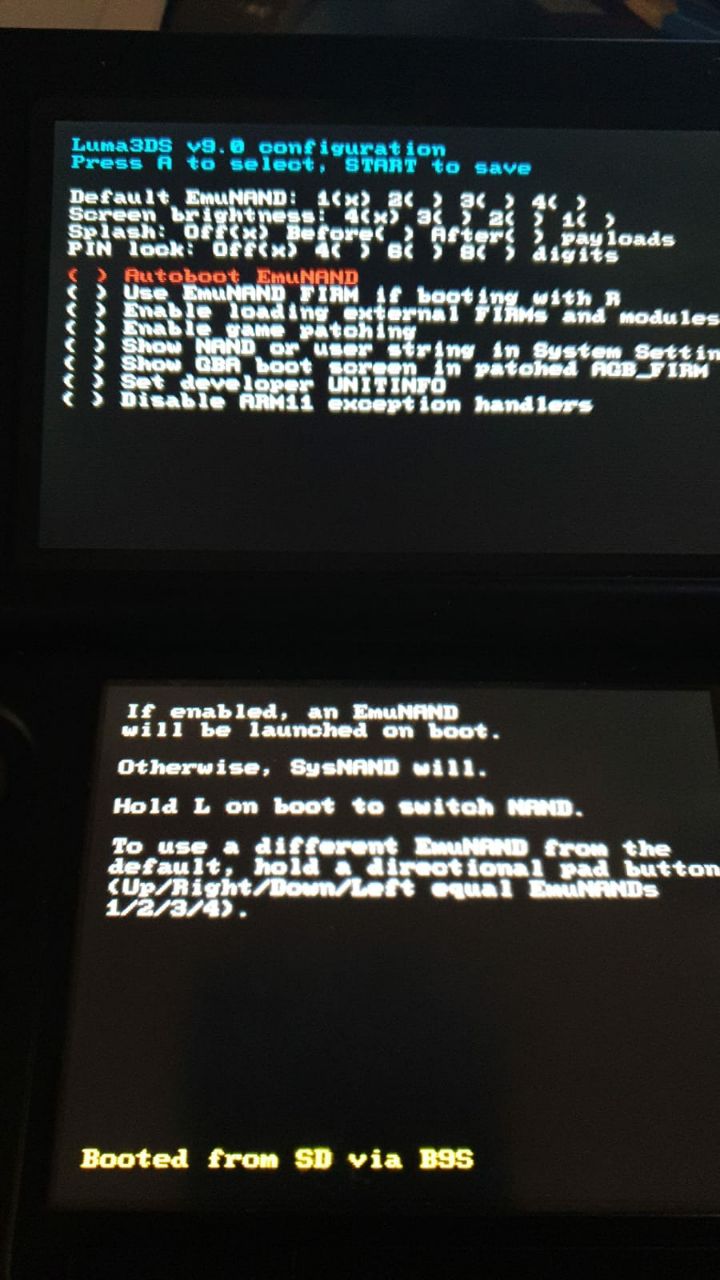 Luma3DS v9.0 configuration
Press A to select, START to save
Default EmuNAND: 1(x) 2( ) 3( ) 4( )
Screen brightness: 4(x) 3( ) 2( ) 1( )
Splash: Off(x) Before( ) After( ) payloads
PIN lock: Off(x) 4( ) 6( ) 8( ) digits
( ) Autoboot EmuNAND
( ) Use EmuNAND FIRM if booting with R
( ) Enable loading external FIRMs and modules
( ) Enable game patching
( ) Show NAND or user string in System Settin
( ) Show GBA boot screen in patched AGB_FIRM
( ) Set developer UNITINFO
( ) Disable ARM11 exception handlers
If enabled, an EmuNAND
will be launched on boot.
Otherwise, SysNAND will.
Hold L on boot to switch NAND.
To use a different EmuNAND from the
default, hold a directional pad button
(Up/Right/Down/Left equal EmuNANDs
1/2/3/4).
Booted from SD via B9S